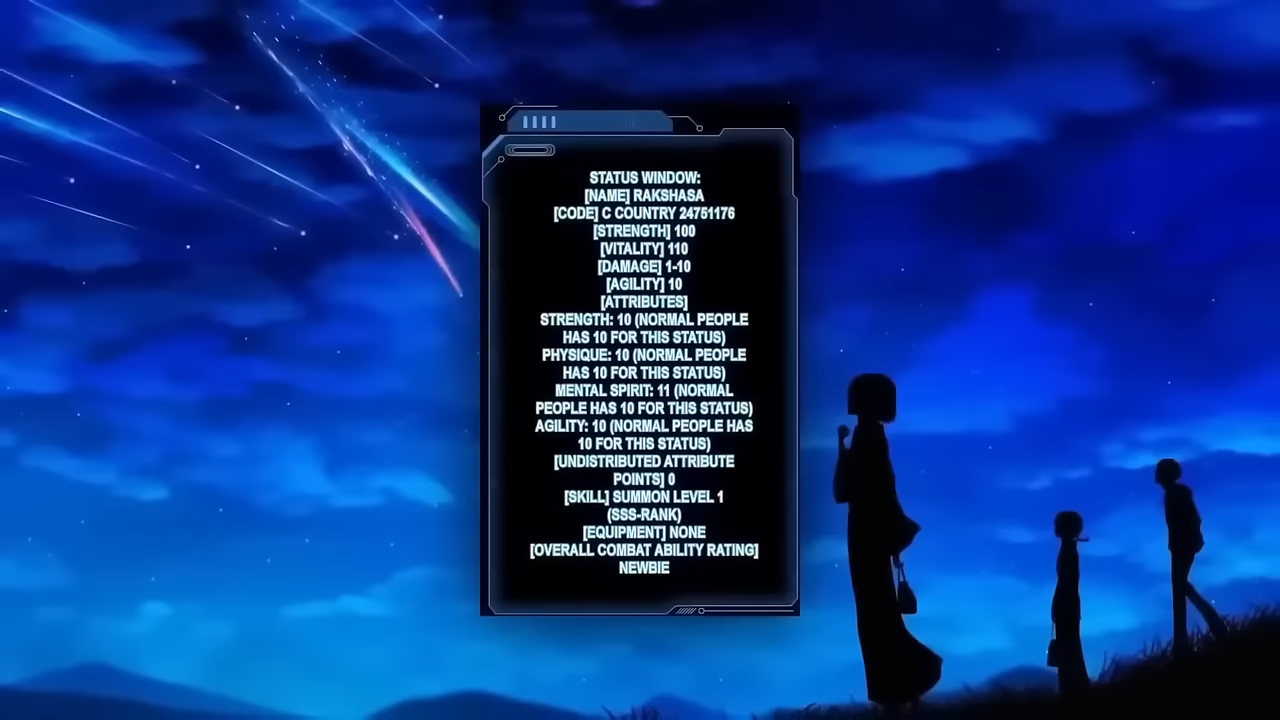 STATUS WINDOW:
[NAME] RAKSHASA
[CODE] C COUNTRY 24751176
[STRENGTH] 100
[VITALITY] 110
[DAMAGE] 1-10
[AGILITY] 10
[ATTRIBUTES]
STRENGTH: 10 (NORMAL PEOPLE
HAS 10 FOR THIS STATUS)
PHYSIQUE: 10 (NORMAL PEOPLE
HAS 10 FOR THIS STATUS)
MENTAL SPIRIT: 11 (NORMAL
PEOPLE HAS 10 FOR THIS STATUS)
AGILITY: 10 (NORMAL PEOPLE HAS
10 FOR THIS STATUS)
[UNDISTRIBUTED ATTRIBUTE
POINTS] 0
[SKILL] SUMMON LEVEL 1
(SSS-RANK)
[EQUIPMENT] NONE
[OVERALL COMBAT ABILITY RATING]
NEWBIE